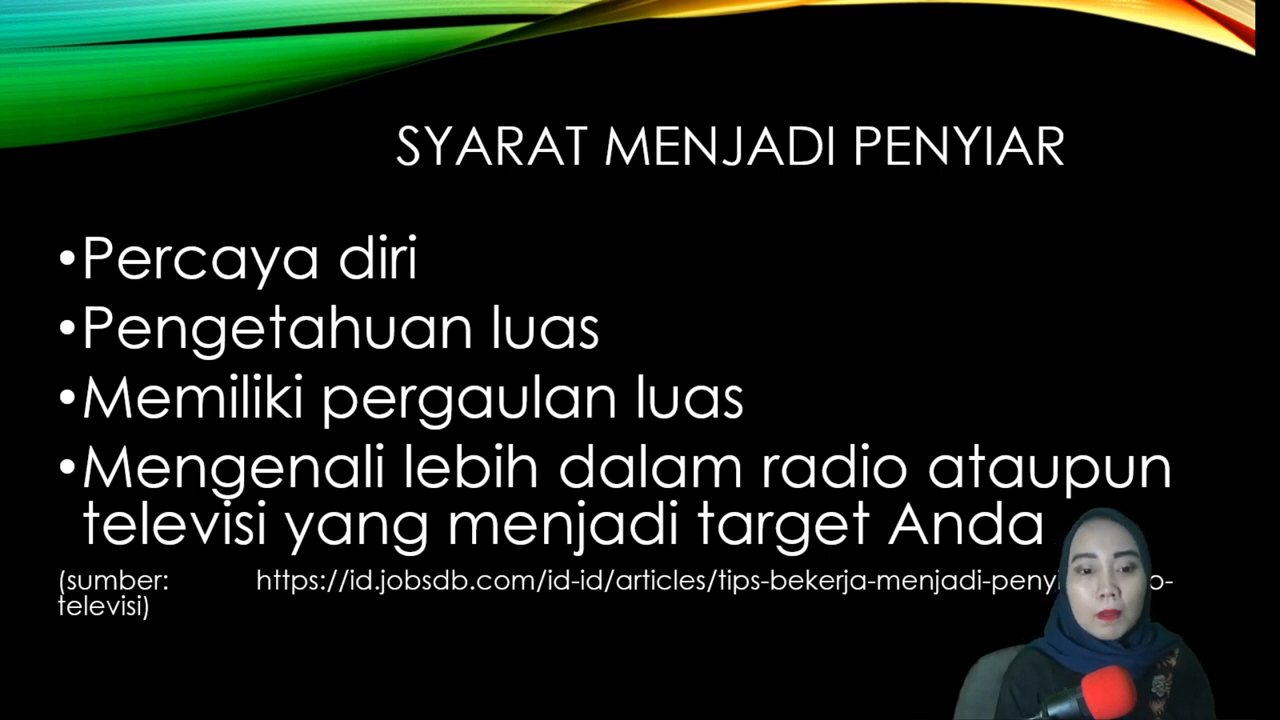 SYARAT MENJADI PENYIAR
•Percaya diri
•Pengetahuan luas
•Memiliki pergaulan luas
•Mengenali lebih dalam radio ataupun
televisi yang menjadi target Anda
(sumber: https://id.jobsdb.com/id-id/articles/tips-bekerja-menjadi-
televisi)